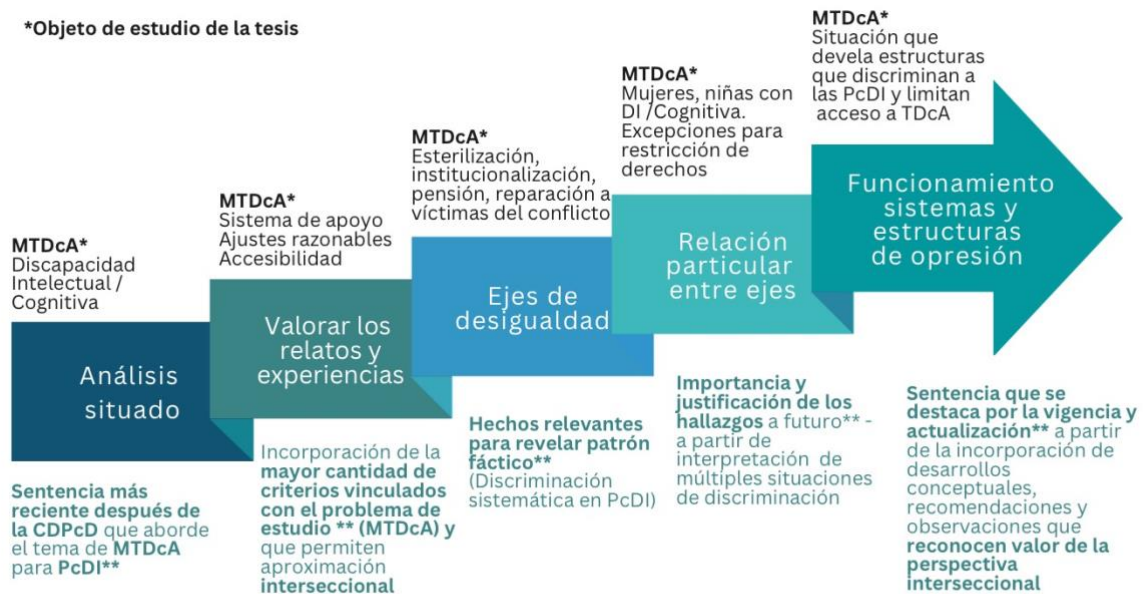 *Objeto de estudio de la tesis
MTDcA*
Discapacidad
Intelectual /
Cognitiva
Análisis
situado
Sentencia más
reciente después de
la CDPcD que aborde
el tema de MTDcA
para PcDI**
MTDcA*
Sistema de apoyo
Ajustes razonables
Accesibilidad
Valorar los
relatos y
experiencias
Incorporación de la
mayor cantidad de
criterios vinculados
con el problema de
estudio ** (MTDcA) y
que permiten
aproximación
interseccional
MTDcA*
Esterilización,
institucionalización,
pensión, reparación a
víctimas del conflicto
Ejes de
desigualdad
Hechos relevantes
para revelar patrón
fáctico**
(Discriminación
sistemática en PcDI)
MTDcA*
Mujeres, niñas con
DI /Cognitiva.
Excepciones para
restricción de
derechos
Relación
particular
entre ejes
Importancia y
justificación de los
hallazgos a futuro** -
a partir de
interpretación de
múltiples situaciones
de discriminación
MTDcA*
Situación que
devela estructuras
que discriminan a
las PcDI y limitan
acceso a TDcA
Funcionamiento
sistemas y
estructuras
de opresión
Sentencia que se
destaca por la vigencia y
actualización** a partir
de la incorporación de
desarrollos
conceptuales,
recomendaciones y
observaciones que
reconocen valor de la
perspectiva
interseccional